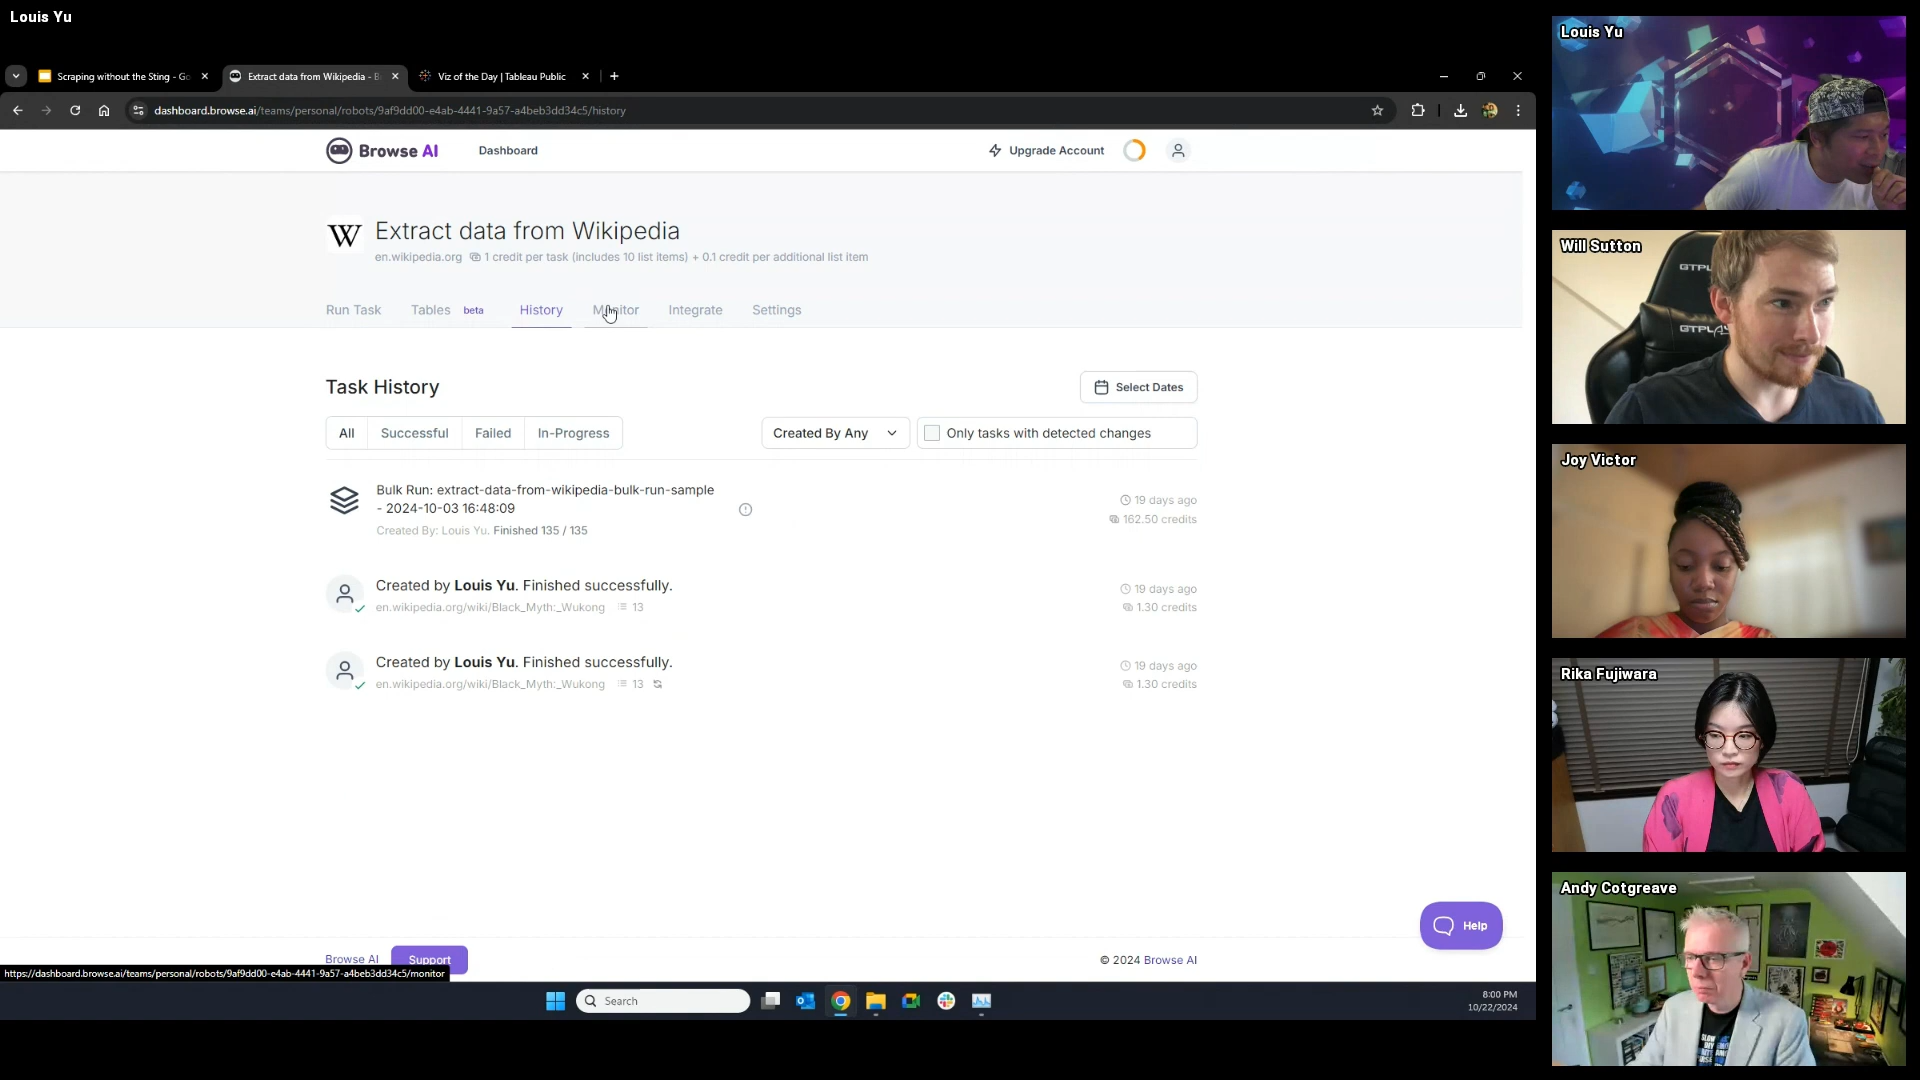 Louis Yu
Scraping without the Sting - Go
Extract data from Wikipedia - B
Viz of the Day | Tableau Public
dashboard.browse.ai/teams/personal/robots/9af9dd00-e4ab-4441-9a57-a4beb3dd34c5/history
Browse AI
Dashboard
Upgrade Account
W
Extract data from Wikipedia
en.wikipedia.org 1 credit per task (includes 10 list items) + 0.1 credit per additional list item
Run Task Tables beta History Monitor Integrate Settings
Task History
Select Dates
All Successful Failed In-Progress
Created By Any
Only tasks with detected changes
Bulk Run: extract-data-from-wikipedia-bulk-run-sample
- 2024-10-03 16:48:09
Created By: Louis Yu. Finished 135 / 135
19 days ago
162.50 credits
Created by Louis Yu. Finished successfully.
en.wikipedia.org/wiki/Black_Myth:_Wukong 13
19 days ago
1.30 credits
Created by Louis Yu. Finished successfully.
en.wikipedia.org/wiki/Black_Myth:_Wukong 13
19 days ago
1.30 credits
Help
Browse AI
Support
© 2024 Browse AI
https://dashboard.browse.ai/teams/personal/robots/9af9dd00-e4ab-4441-9a57-a4beb3dd34c5/monitor
Search
8:00 PM
10/22/2024
Louis Yu
Will Sutton
GTPL
GTPLAY
Joy Victor
Rika Fujiwara
Andy Cotgreave